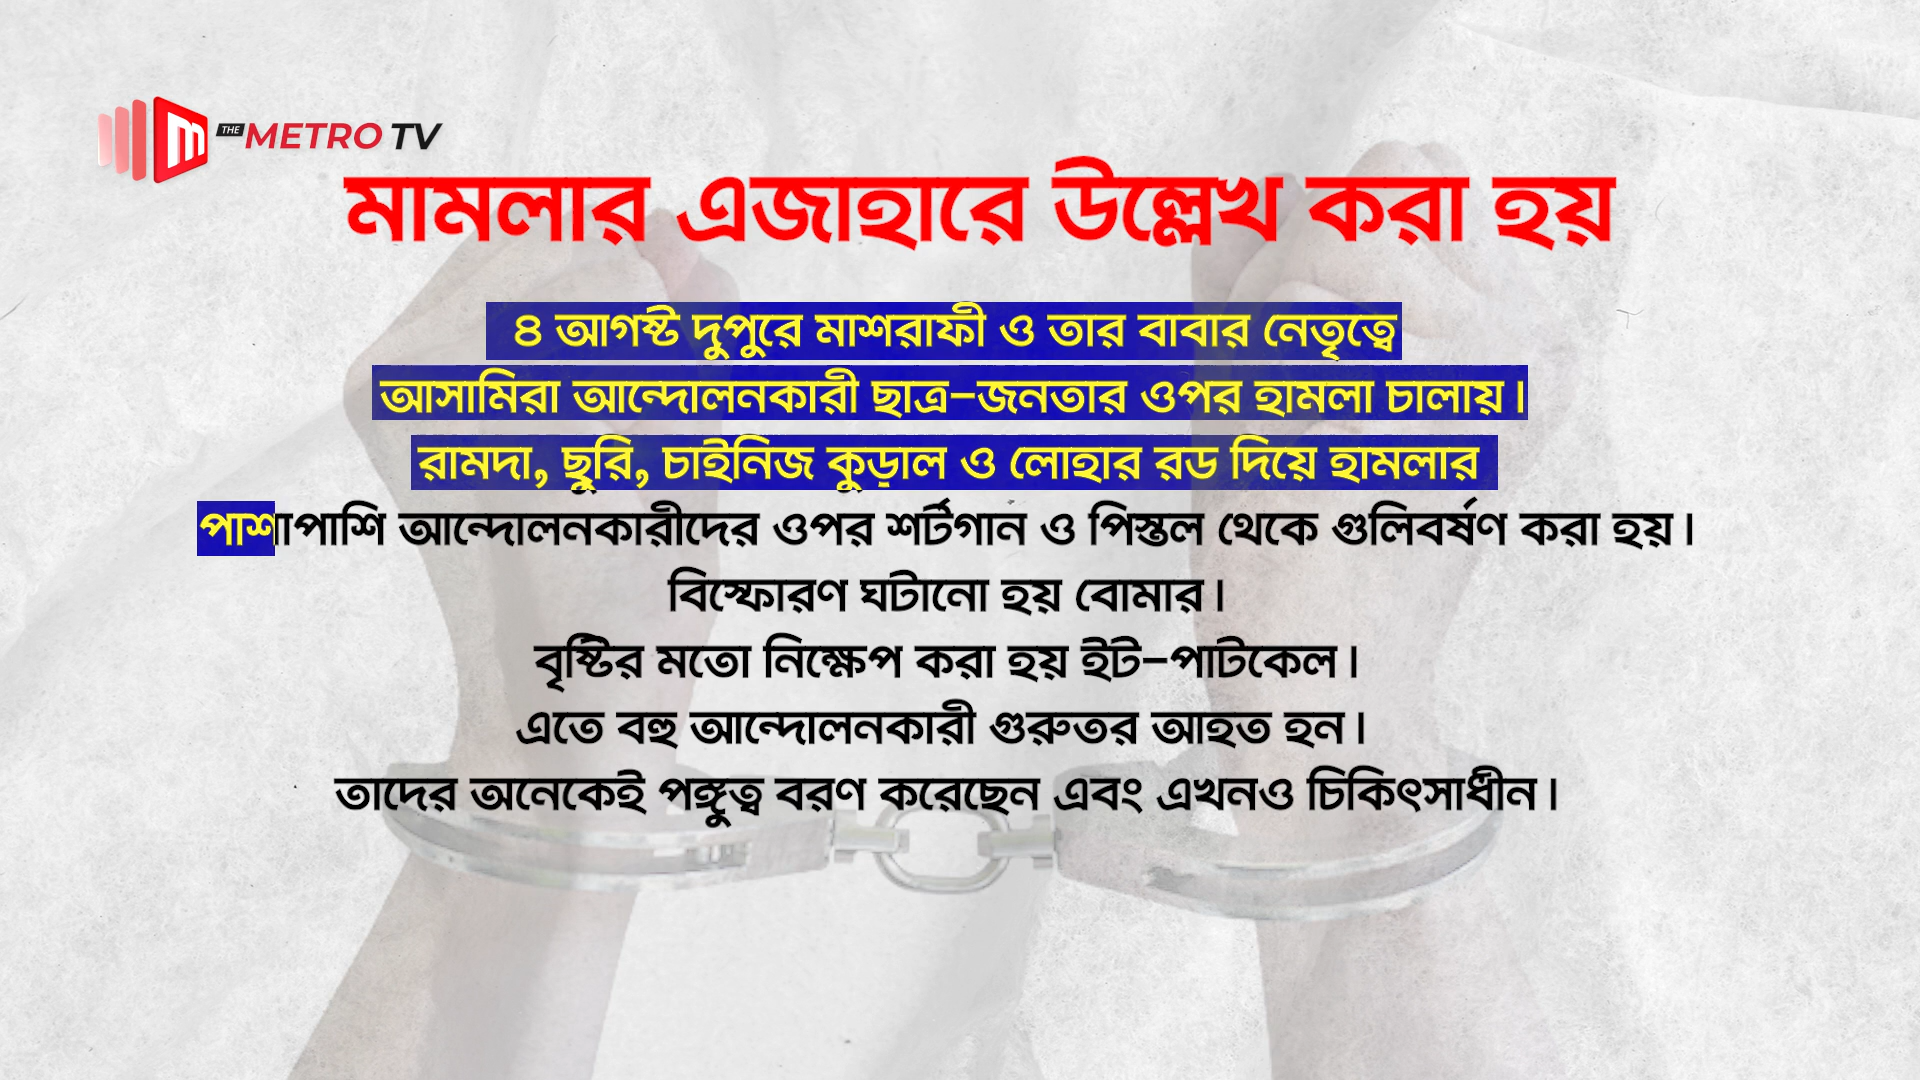 THE METRO TV
মামলার এজাহারে উল্লেখ করা হয়
৪ আগষ্ট দুপুরে মাশরাফী ও তার বাবার নেতৃত্বে
আসামিরা আন্দোলনকারী ছাত্র-জনতার ওপর হামলা চালায়।
রামদা, ছুরি, চাইনিজ কুড়াল ও লোহার রড দিয়ে হামলার
পাশাপাশি আন্দোলনকারীদের ওপর শর্টগান ও পিস্তল থেকে গুলিবর্ষণ করা হয়।
বিস্ফোরণ ঘটানো হয় বোমার।
বৃষ্টির মতো নিক্ষেপ করা হয় ইট-পাটকেল।
এতে বহু আন্দোলনকারী গুরুতর আহত হন।
তাদের অনেকেই পঙ্গুত্ব বরণ করেছেন এবং এখনও চিকিৎসাধীন।